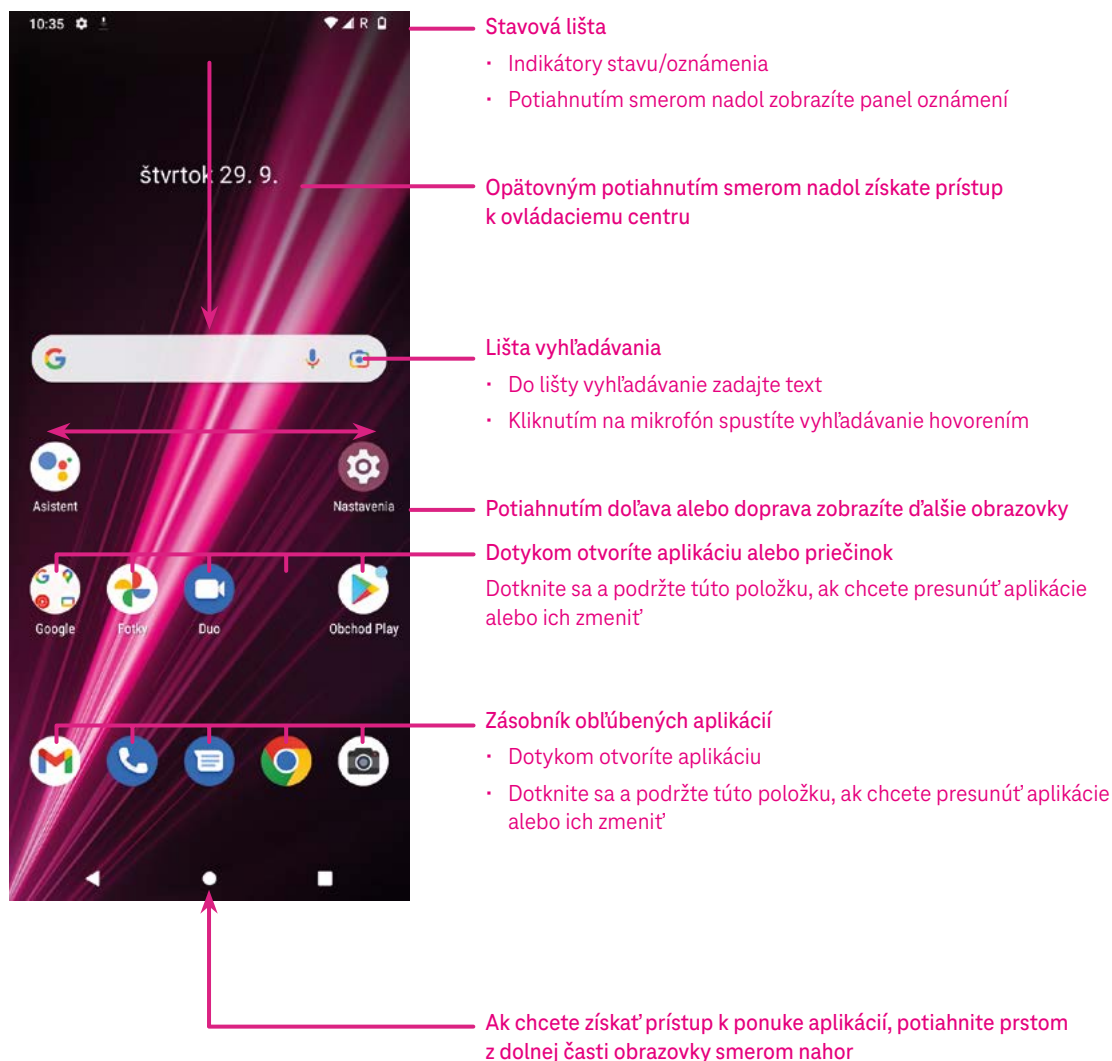 10:35
R
štvrtok 29. 9.
Asistent
Nastavenia
Google
Fotky
Duo
Obchod Play
Stavová lišta
· Indikátory stavu/oznámenia
· Potiahnutím smerom nadol zobrazíte panel oznámení
Opätovným potiahnutím smerom nadol získate prístup
k ovládaciemu centru
Lišta vyhľadávania
· Do lišty vyhľadávanie zadajte text
· Kliknutím na mikrofón spustíte vyhľadávanie hovorením
Potiahnutím doľava alebo doprava zobrazíte ďalšie obrazovky
Dotykom otvoríte aplikáciu alebo priečinok
Dotknite sa a podržte túto položku, ak chcete presunúť aplikácie
alebo ich zmeniť
Zásobník obľúbených aplikácií
· Dotykom otvoríte aplikáciu
· Dotknite sa a podržte túto položku, ak chcete presunúť aplikácie
alebo ich zmeniť
Ak chcete získať prístup k ponuke aplikácií, potiahnite prstom
z dolnej časti obrazovky smerom nahor